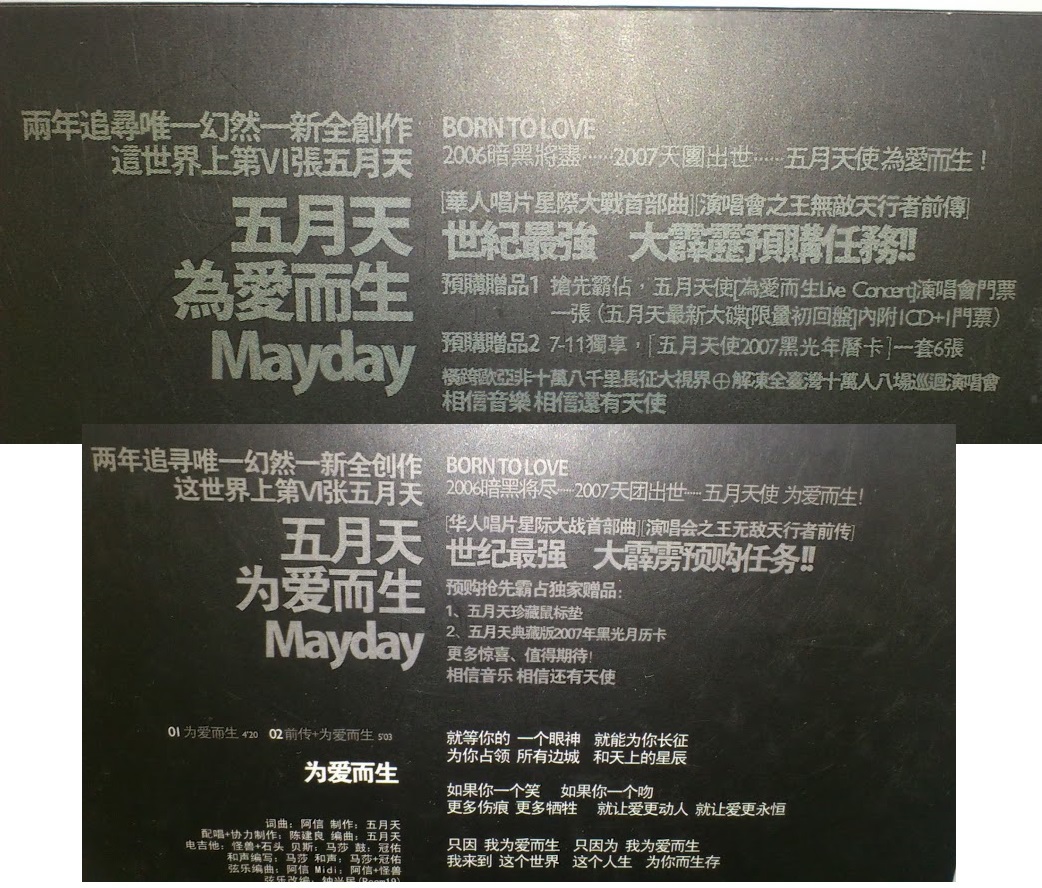 兩年追尋唯一幻然一新全創作
這世界上第VI張五月天
五月天
為愛而生
Mayday
BORN TO LOVE
2006暗黑將盡……2007天團出世……五月天使 為愛而生！
[華人唱片星際大戰首部曲][演唱會之王無敵天行者前傳]
世紀最強 大霹靂預購任務!!
預購贈品1 搶先霸佔，五月天使[為愛而生Live Concert]演唱會門票
一張（五月天最新大碟[限量初回盤]內附1CD+1門票）
預購贈品2 7-11獨享，[五月天使2007黑光年曆卡]一套6張
橫跨歐亞非十萬八千里長征大視界⊕解凍全臺灣十萬人八場巡迴演唱會
相信音樂 相信還有天使
两年追寻唯一幻然一新全创作
这世界上第VI张五月天
五月天
为爱而生
Mayday
BORN TO LOVE
2006暗黑将尽……2007天团出世……五月天使 为爱而生!
[华人唱片星际大战首部曲][演唱会之王无敌天行者前传]
世纪最强 大霹雳预购任务!!
预购抢先霸占独家赠品:
1、五月天珍藏鼠标垫
2、五月天典藏版2007年黑光月历卡
更多惊喜、值得期待!
相信音乐 相信还有天使
01 为爱而生 4'20 02 前传+为爱而生 5'03
为爱而生
词曲: 阿信 制作: 五月天
配唱+协力制作: 陈建良 编曲: 五月天
电吉他: 怪兽+石头 贝斯: 马莎 鼓: 冠佑
和声编写: 马莎 和声: 马莎+冠佑
弦乐编曲: 阿信 Midi: 阿信+怪兽
就等你的 一个眼神 就能为你长征
为你占领 所有边城 和天上的星辰
如果你一个笑 如果你一个吻
更多伤痕 更多牺牲 就让爱更动人 就让爱更永恒
只因 我为爱而生 只因为 我为爱而生
我来到 这个世界 这个人生 为你而生存